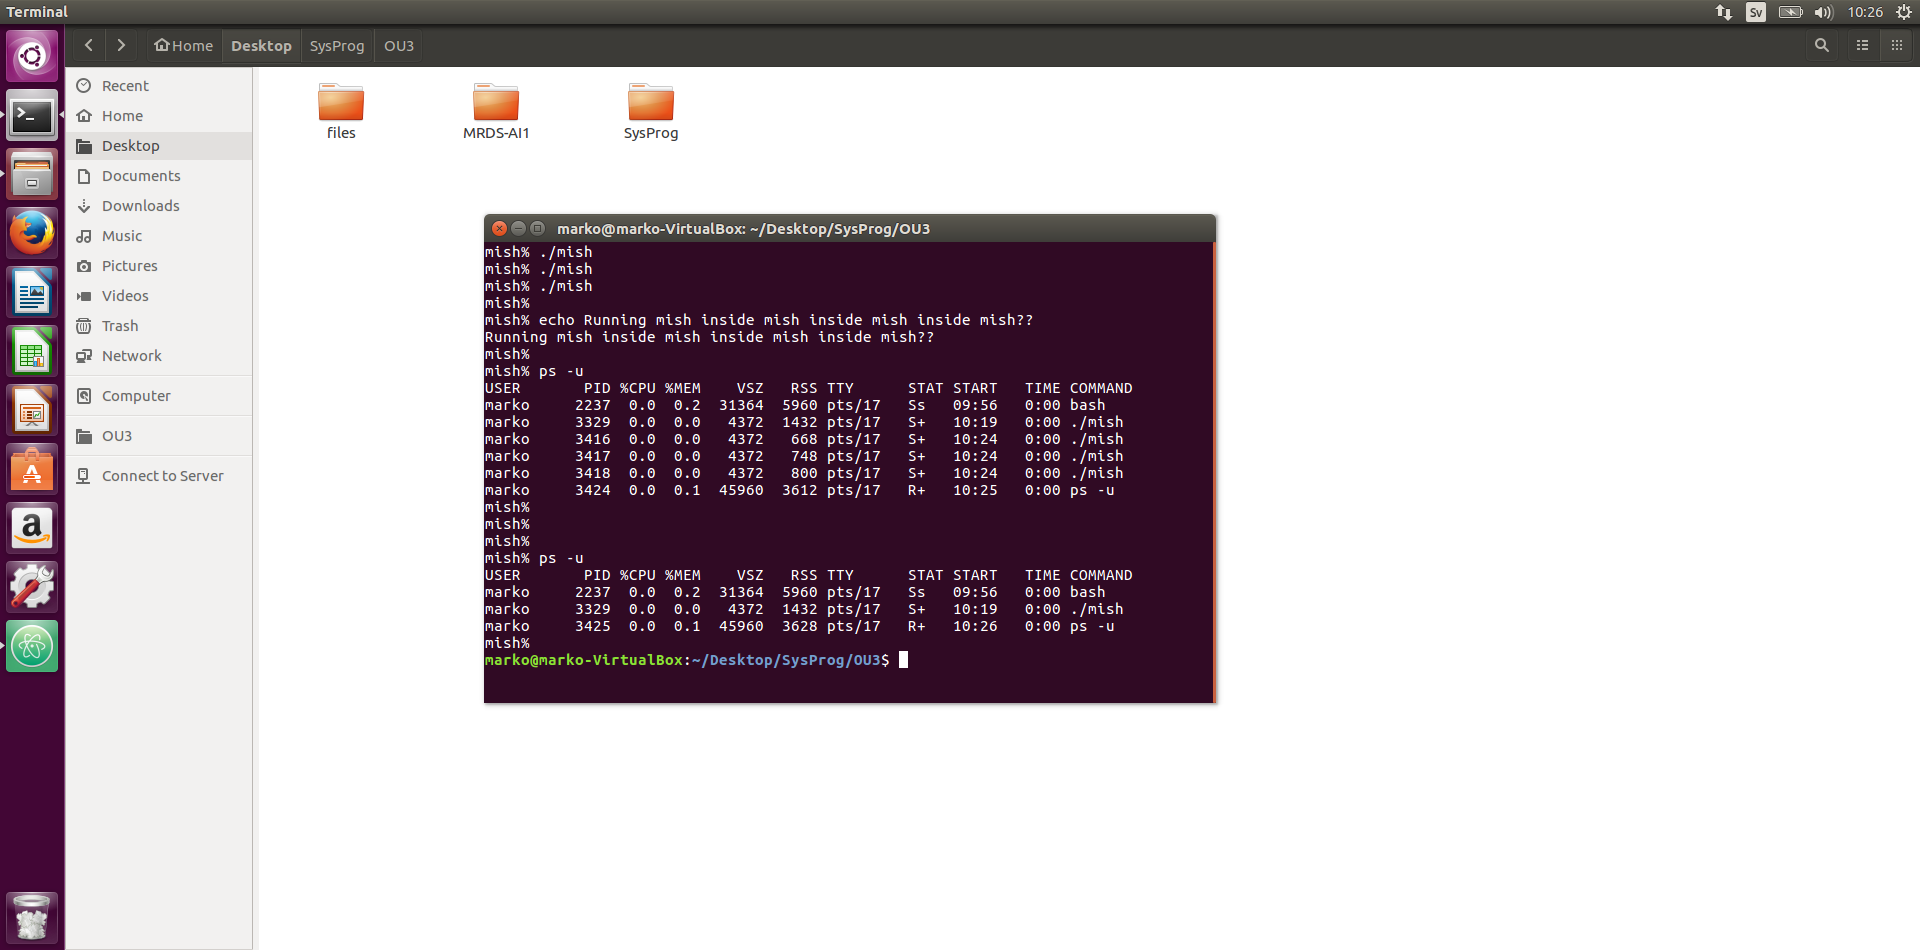 Terminal
Sv
10:26
Home
Desktop
SysProg
OU3
Recent
Home
Desktop
Documents
Downloads
Music
Pictures
Videos
Trash
Network
Computer
OU3
Connect to Server
files
MRDS-AI1
SysProg
marko@marko-VirtualBox: ~/Desktop/SysProg/OU3
mish% ./mish
mish% ./mish
mish% ./mish
mish%
mish% echo Running mish inside mish inside mish inside mish??
Running mish inside mish inside mish inside mish??
mish%
mish% ps -u
USER       PID %CPU %MEM    VSZ   RSS TTY      STAT START   TIME COMMAND
marko     2237  0.0  0.2  31364  5960 pts/17   Ss   09:56   0:00 bash
marko     3329  0.0  0.0   4372  1432 pts/17   S+   10:19   0:00 ./mish
marko     3416  0.0  0.0   4372   668 pts/17   S+   10:24   0:00 ./mish
marko     3417  0.0  0.0   4372   748 pts/17   S+   10:24   0:00 ./mish
marko     3418  0.0  0.0   4372   800 pts/17   S+   10:24   0:00 ./mish
marko     3424  0.0  0.1  45960  3612 pts/17   R+   10:25   0:00 ps -u
mish%
mish%
mish%
mish% ps -u
USER       PID %CPU %MEM    VSZ   RSS TTY      STAT START   TIME COMMAND
marko     2237  0.0  0.2  31364  5960 pts/17   Ss   09:56   0:00 bash
marko     3329  0.0  0.0   4372  1432 pts/17   S+   10:19   0:00 ./mish
marko     3425  0.0  0.1  45960  3628 pts/17   R+   10:26   0:00 ps -u
mish%
marko@marko-VirtualBox:~/Desktop/SysProg/OU3$